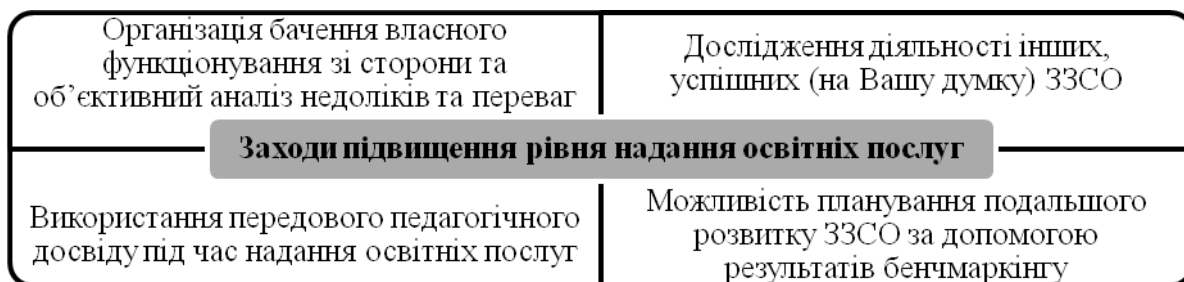 Організація бачення власного
функціонування зі сторони та
об’єктивний аналіз недоліків та переваг
Дослідження діяльності інших,
успішних (на Вашу думку) ЗЗСО
Заходи підвищення рівня надання освітніх послуг
Використання передового педагогічного
досвіду під час надання освітніх послуг
Можливість планування подальшого
розвитку ЗЗСО за допомогою
результатів бенчмаркінгу